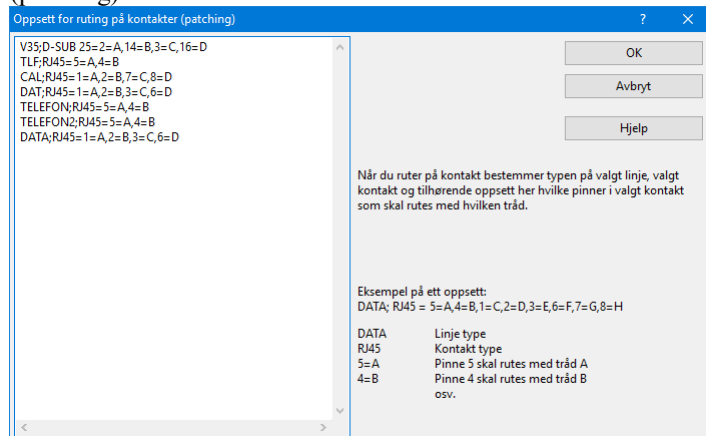 (patching)
Oppsett for ruting på kontakter (patching)
V35;D-SUB 25=2=A,14=B,3=C,16=D
TLF;RJ45=5=A,4=B
CAL;RJ45=1=A,2=B,7=C,8=D
DAT;RJ45=1=A,2=B,3=C,6=D
TELEFON;RJ45=5=A,4=B
TELEFON2;RJ45=5=A,4=B
DATA;RJ45=1=A,2=B,3=C,6=D
OK
Avbryt
Hjelp
Når du ruter på kontakt bestemmer typen på valgt linje, valgt
kontakt og tilhørende oppsett her hvilke pinner i valgt kontakt
som skal rutes med hvilken tråd.
Eksempel på ett oppsett:
DATA; RJ45 = 5=A,4=B,1=C,2=D,3=E,6=F,7=G,8=H
DATA Linje type
RJ45 Kontakt type
5=A Pinne 5 skal rutes med tråd A
4=B Pinne 4 skal rutes med tråd B
osv.